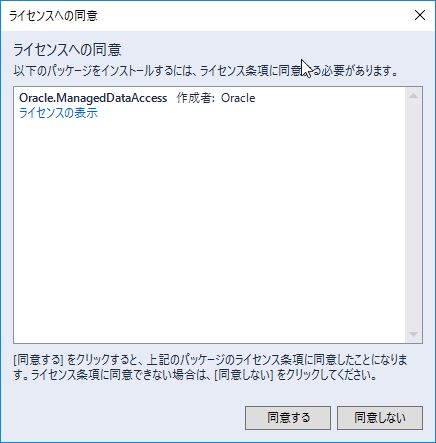 ライセンスへの同意
ライセンスへの同意
以下のパッケージをインストールするには、ライセンス条項に同意する必要があります。
Oracle.ManagedDataAccess 作成者: Oracle
ライセンスの表示
[同意する] をクリックすると、上記のパッケージのライセンス条項に同意したことになりま
す。ライセンス条項に同意できない場合は、[同意しない] をクリックしてください。
同意する 同意しない